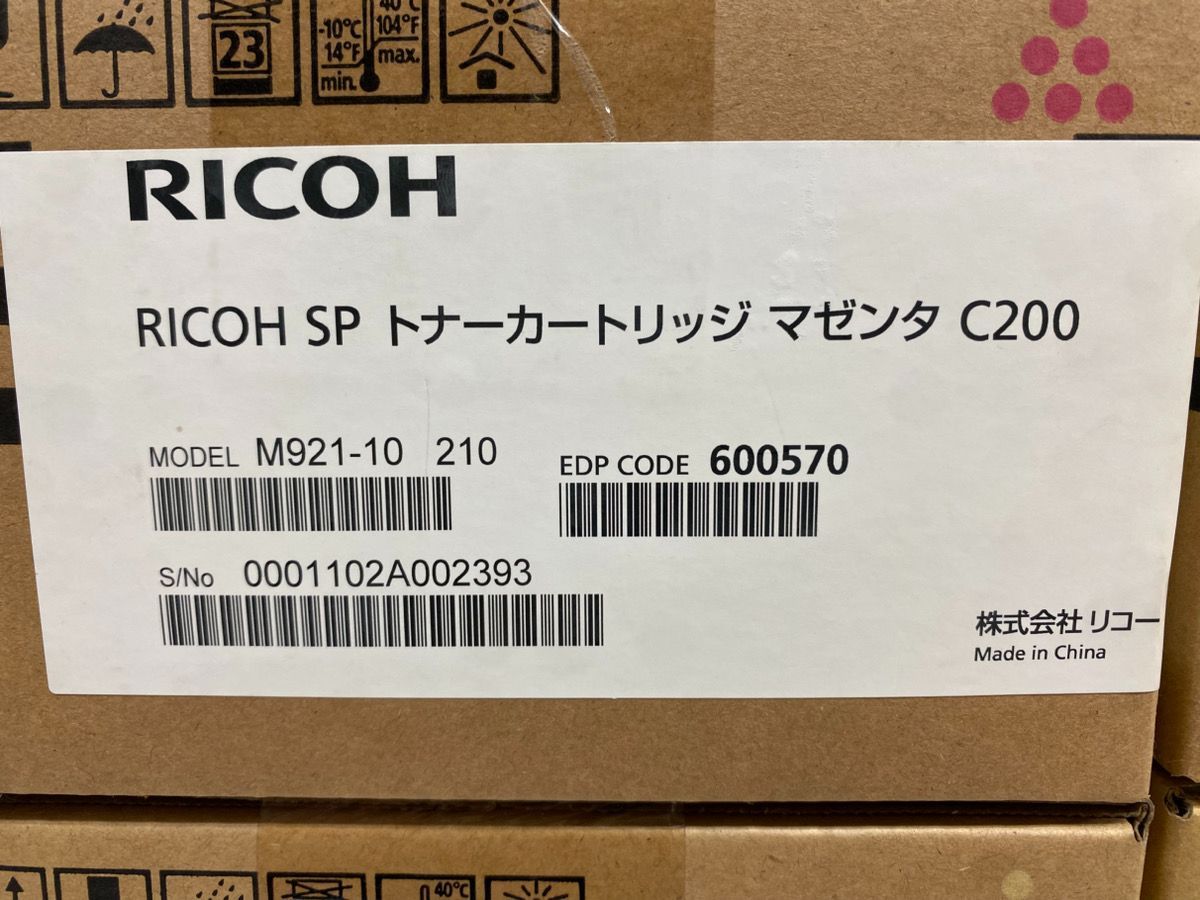 23
-10℃
14°F
min.
40℃
104°F
max.
RICOH
RICOH SP トナーカートリッジ マゼンタ C200
MODEL M921-10 210
EDP CODE 600570
S/No 0001102A002393
株式会社 リコー
Made in China
40℃